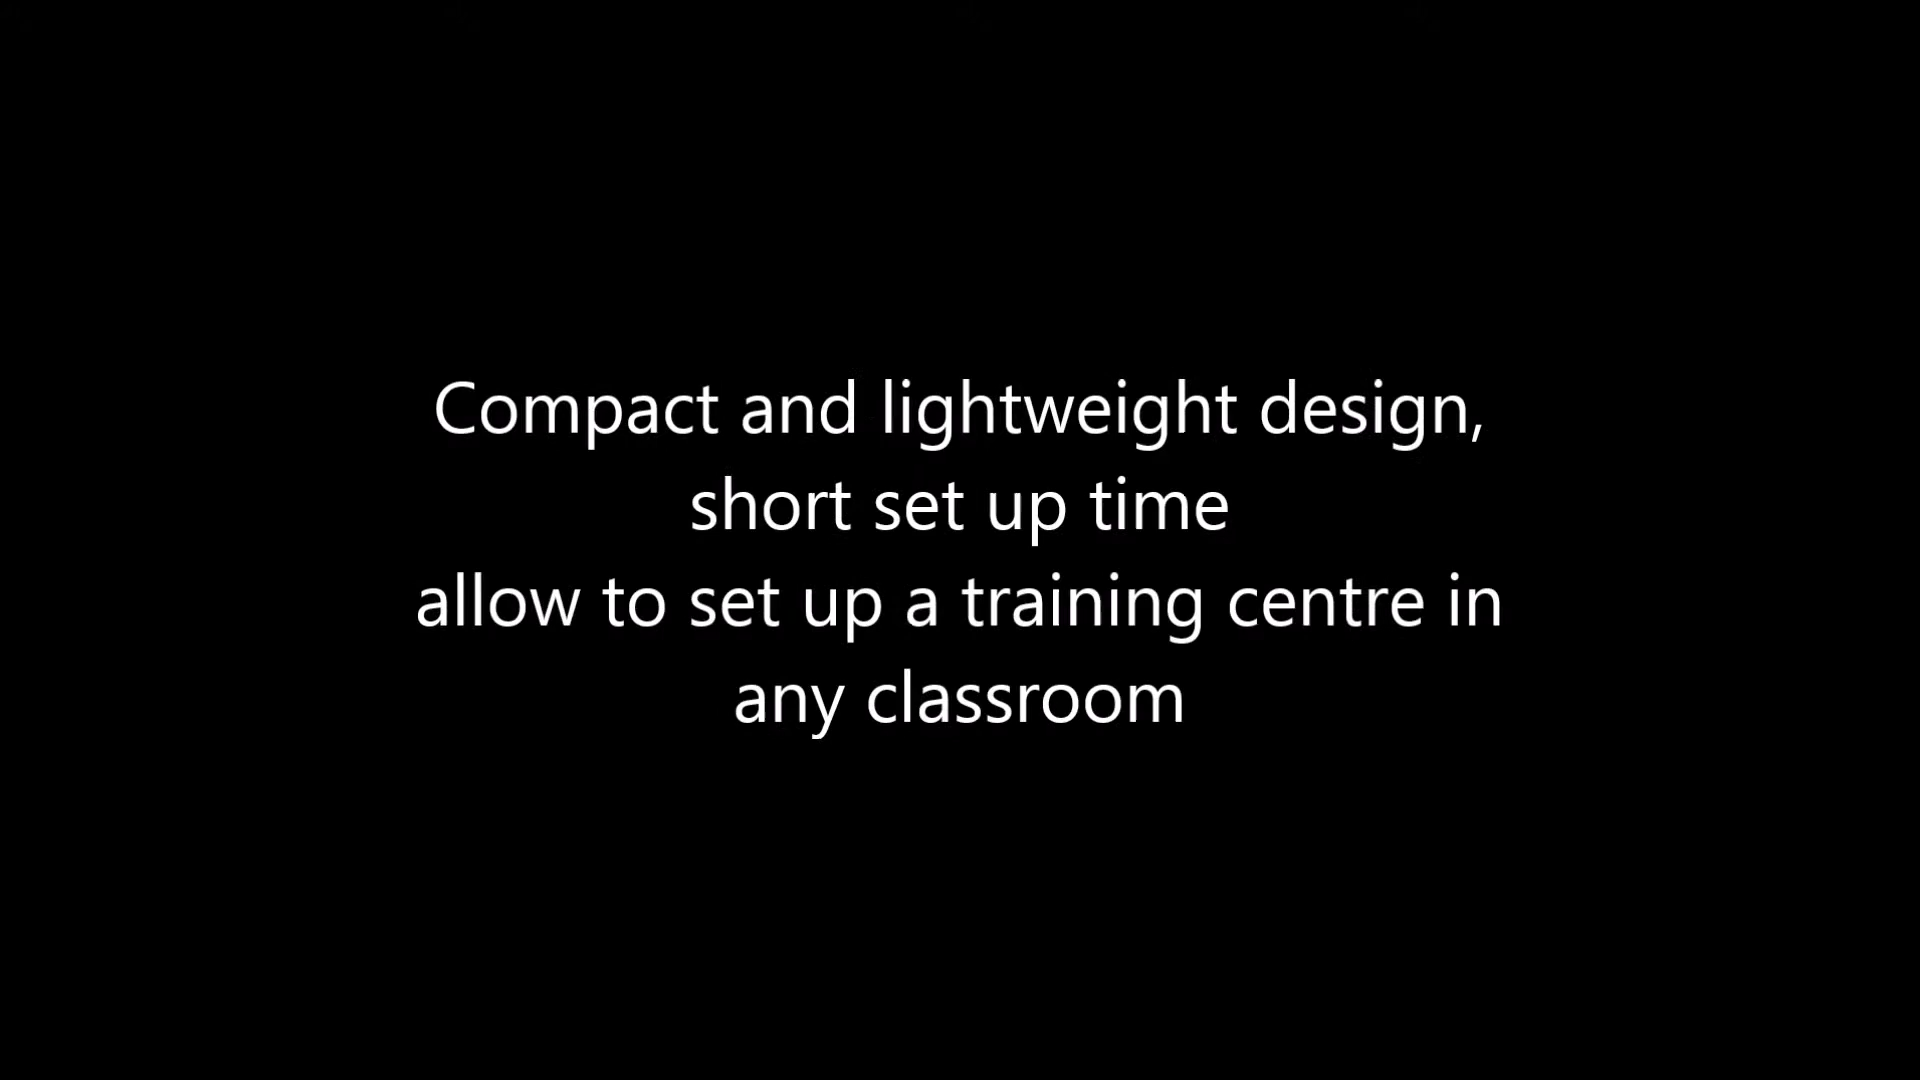 Compact and lightweight design,
short set up time
allow to set up a training centre in
any classroom